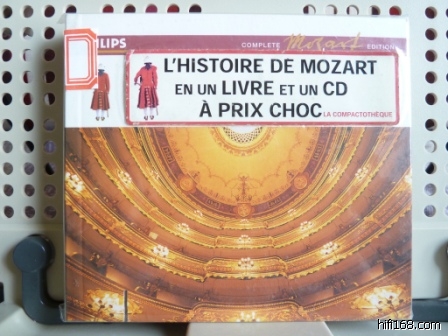 PHILIPS
COMPLETE Mozart EDITION
L'HISTOIRE DE MOZART
EN UN LIVRE ET UN CD
À PRIX CHOC LA COMPACTOTHÈQUE
hifi168.com